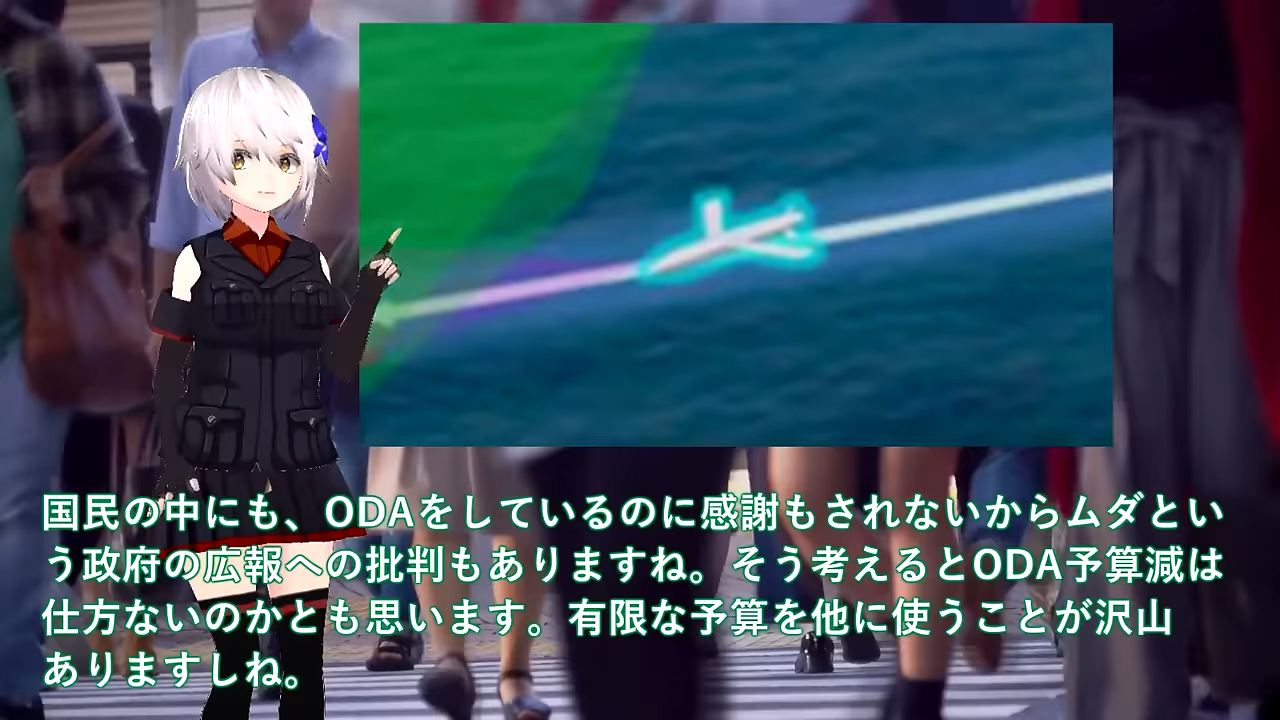 国民の中にも、ODAをしているのに感謝もされないからムダとい
う政府の広報への批判もありますね。そう考えるとODA予算減は
仕方ないのかとも思います。有限な予算を他に使うことが沢山
ありますしね。